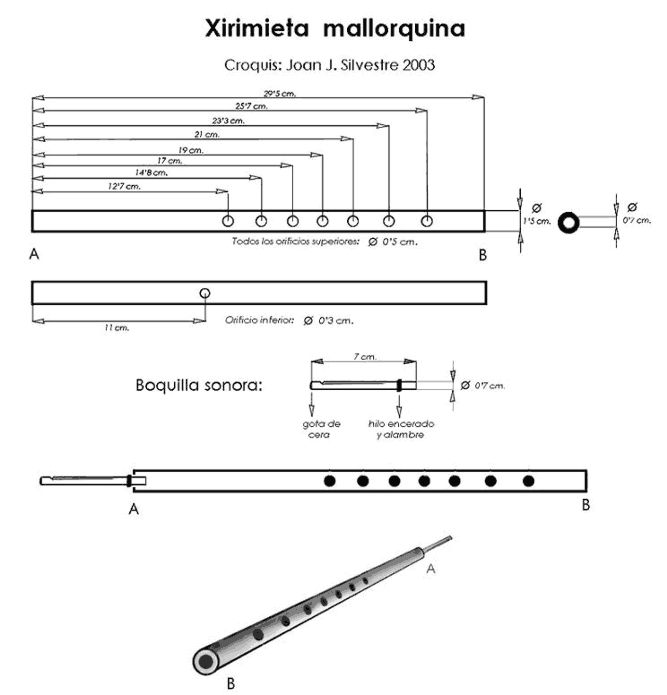 Xirimieta mallorquina
Croquis: Joan J. Silvestre 2003
29'5 cm.
25'7 cm.
23'3 cm.
21 cm.
19 cm.
17 cm.
14'8 cm.
12'7 cm.
Ø
1'5 cm.
Ø
0'7 cm.
Todos los orificios superiores: Ø 0'5 cm.
A
B
11 cm.
Orificio inferior: Ø 0'3 cm.
7 cm.
Boquilla sonora:
Ø 0'7 cm.
gota de
cera
hilo encerado
y alambre
A
B
A
B